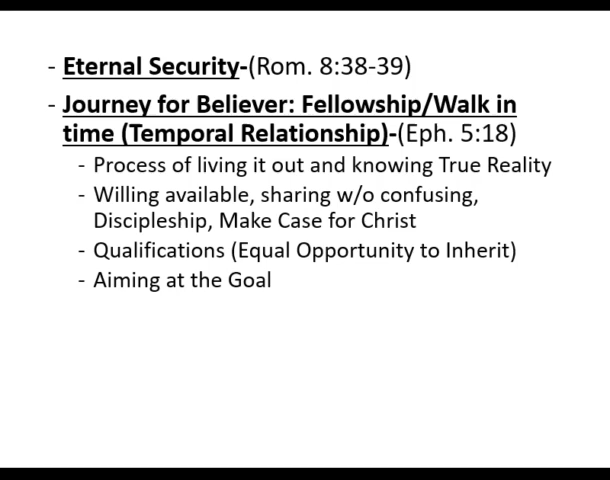 - Eternal Security-(Rom. 8:38-39)
- Journey for Believer: Fellowship/Walk in
time (Temporal Relationship)-(Eph. 5:18)
- Process of living it out and knowing True Reality
- Willing available, sharing w/o confusing,
Discipleship, Make Case for Christ
- Qualifications (Equal Opportunity to Inherit)
- Aiming at the Goal